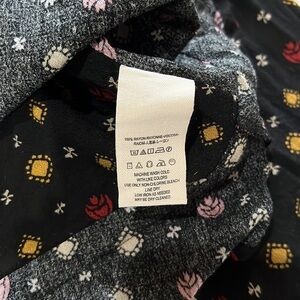 100% RAYON-RAYONNE-VISCOSA-
MACHINE WASH COLD
WITH LIKE COLORS
USE ONLY NON-CHLORINE BLEACH
LINE DRY
LOW IRON AS NEEDED
MAY BE DRY CLEANED